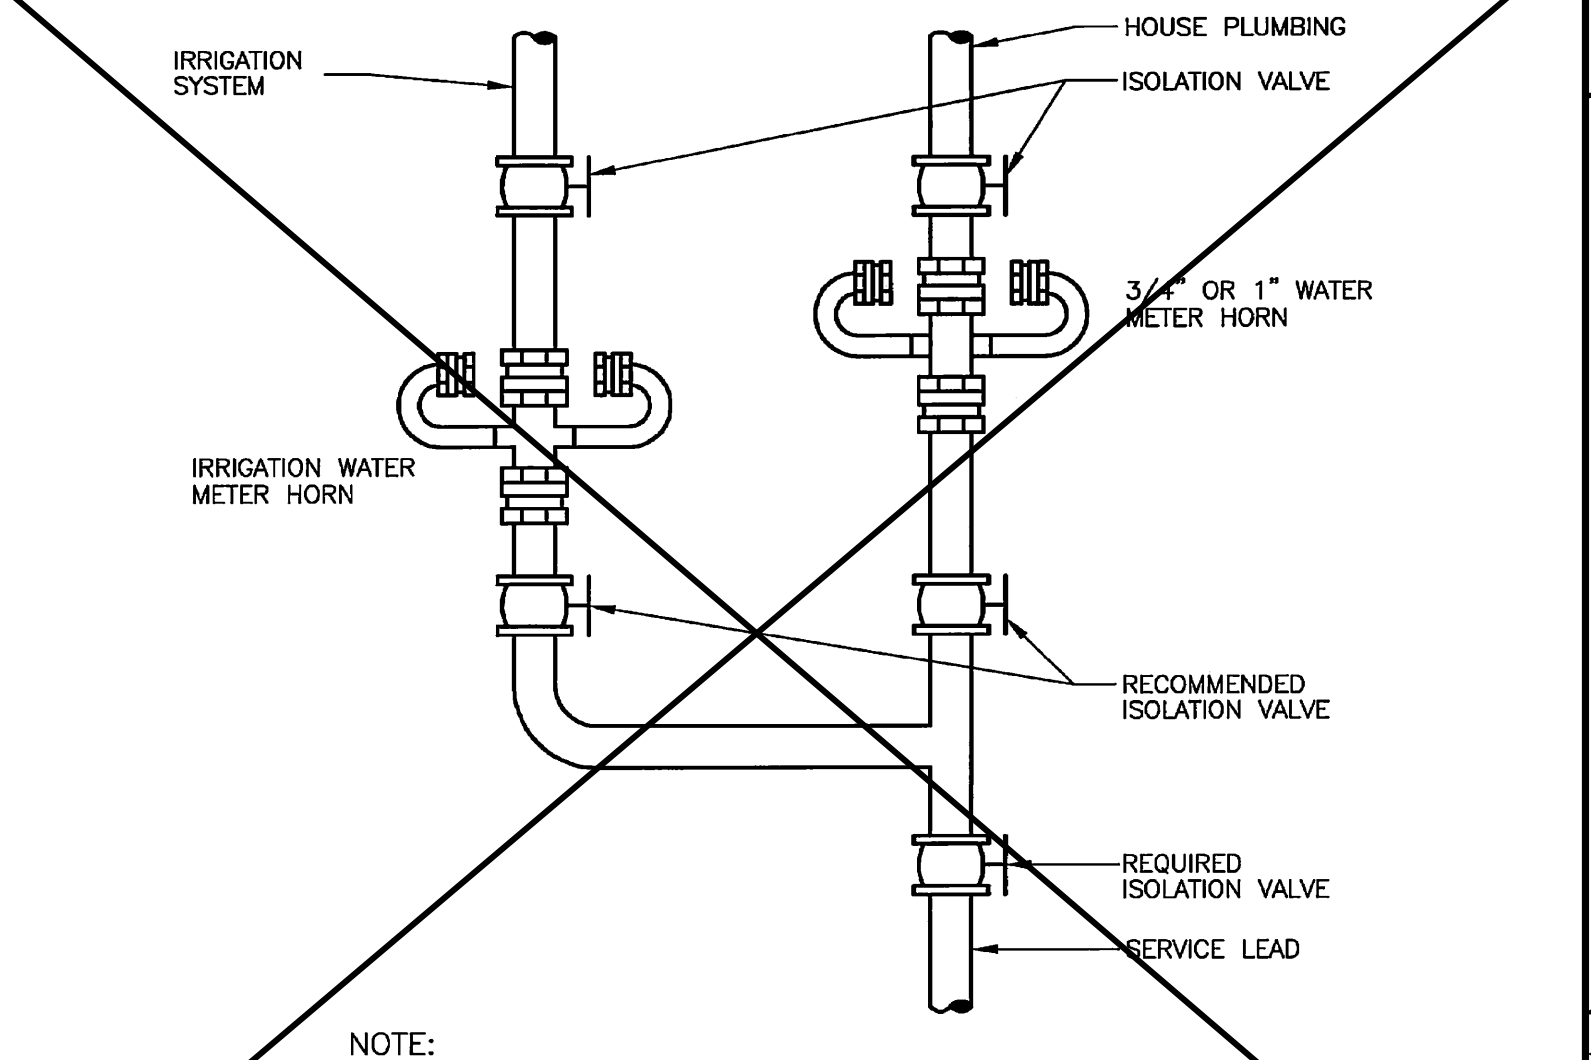 HOUSE PLUMBING
IRRIGATION
SYSTEM
ISOLATION VALVE
3/4" OR 1" WATER
METER HORN
IRRIGATION WATER
METER HORN
RECOMMENDED
ISOLATION VALVE
REQUIRED
ISOLATION VALVE
SERVICE LEAD
NOTE: